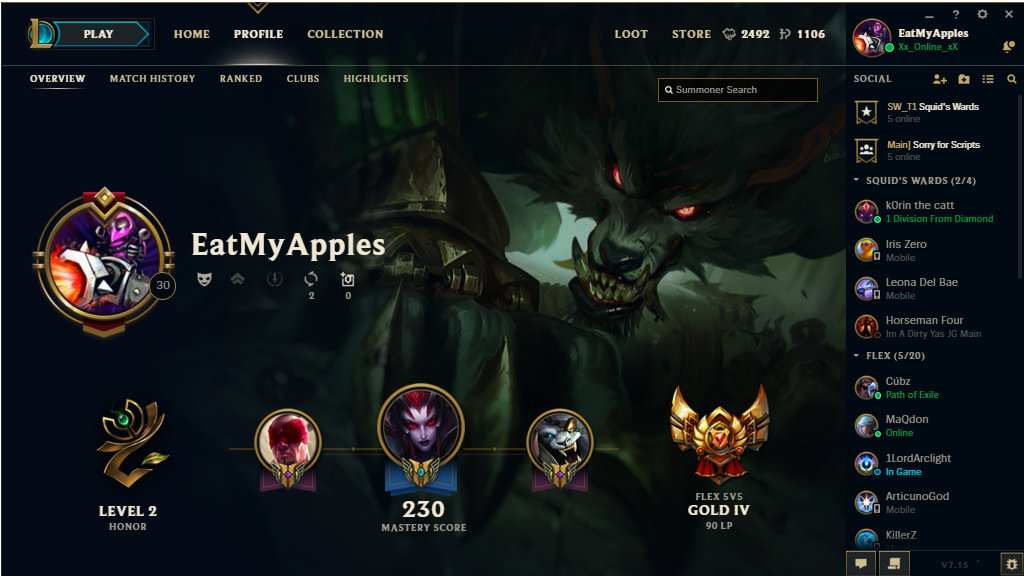 PLAY
HOME
PROFILE
COLLECTION
LOOT
STORE
2492
1106
EatMyApples
Xx_Online_xX
OVERVIEW
MATCH HISTORY
RANKED
CLUBS
HIGHLIGHTS
Summoner Search
SOCIAL
SW_T1 Squid's Wards
5 online
Main] Sorry for Scripts
5 online
SQUID'S WARDS (2/4)
k0rin the catt
1 Division From Diamond
Iris Zero
Mobile
Leona Del Bae
Mobile
Horseman Four
Im A Dirty Yas JG Main
FLEX (5/20)
Cúbz
Path of Exile
MaQdon
Online
1LordArclight
In Game
ArticunoGod
Mobile
KillerZ
V7.15
EatMyApples
30
2
0
LEVEL 2
HONOR
230
MASTERY SCORE
FLEX 5V5
GOLD IV
90 LP